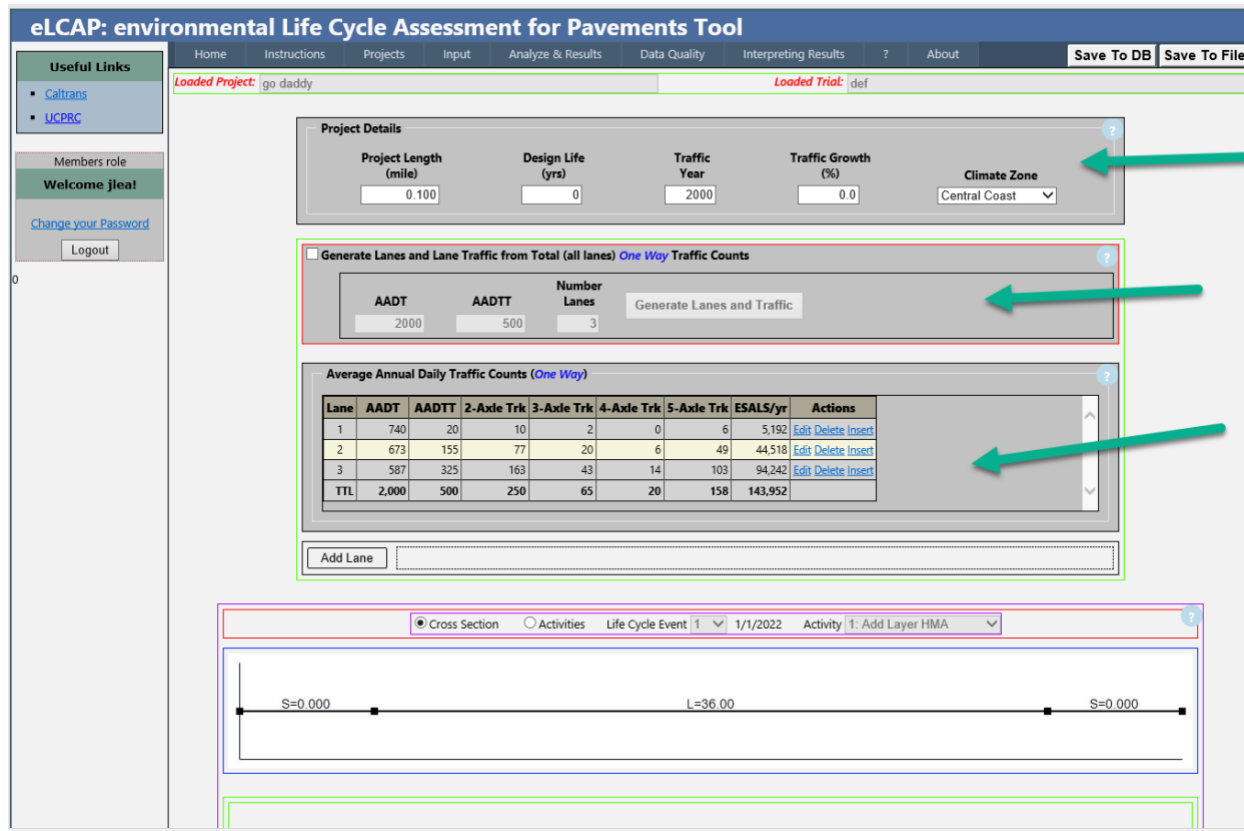 eLCAP: environmental Life Cycle Assessment for Pavements Tool
Home Instructions Projects Input Analyze & Results Data Quality Interpreting Results ? About Save To DB Save To File
Useful Links
Caltrans
UCPRC
Members role
Welcome jlea!
Change your Password
Logout
0
Loaded Project: go daddy Loaded Trial: def
Project Details ?
Project Length (mile) Design Life (yrs) Traffic Year Traffic Growth (%) Climate Zone
0.100 0 2000 0.0 Central Coast
Generate Lanes and Lane Traffic from Total (all lanes) One Way Traffic Counts ?
AADT AADTT Number Lanes
2000 500 3 Generate Lanes and Traffic
Average Annual Daily Traffic Counts (One Way) ?
Lane AADT AADTT 2-Axle Trk 3-Axle Trk 4-Axle Trk 5-Axle Trk ESALS/yr Actions
1 740 20 10 2 0 6 5,192 Edit Delete Insert
2 673 155 77 20 6 49 44,518 Edit Delete Insert
3 587 325 163 43 14 103 94,242 Edit Delete Insert
TTL 2,000 500 250 65 20 158 143,952
Add Lane
Cross Section Activities Life Cycle Event 1 1/1/2022 Activity 1: Add Layer HMA ?
S=0.000 L=36.00 S=0.000